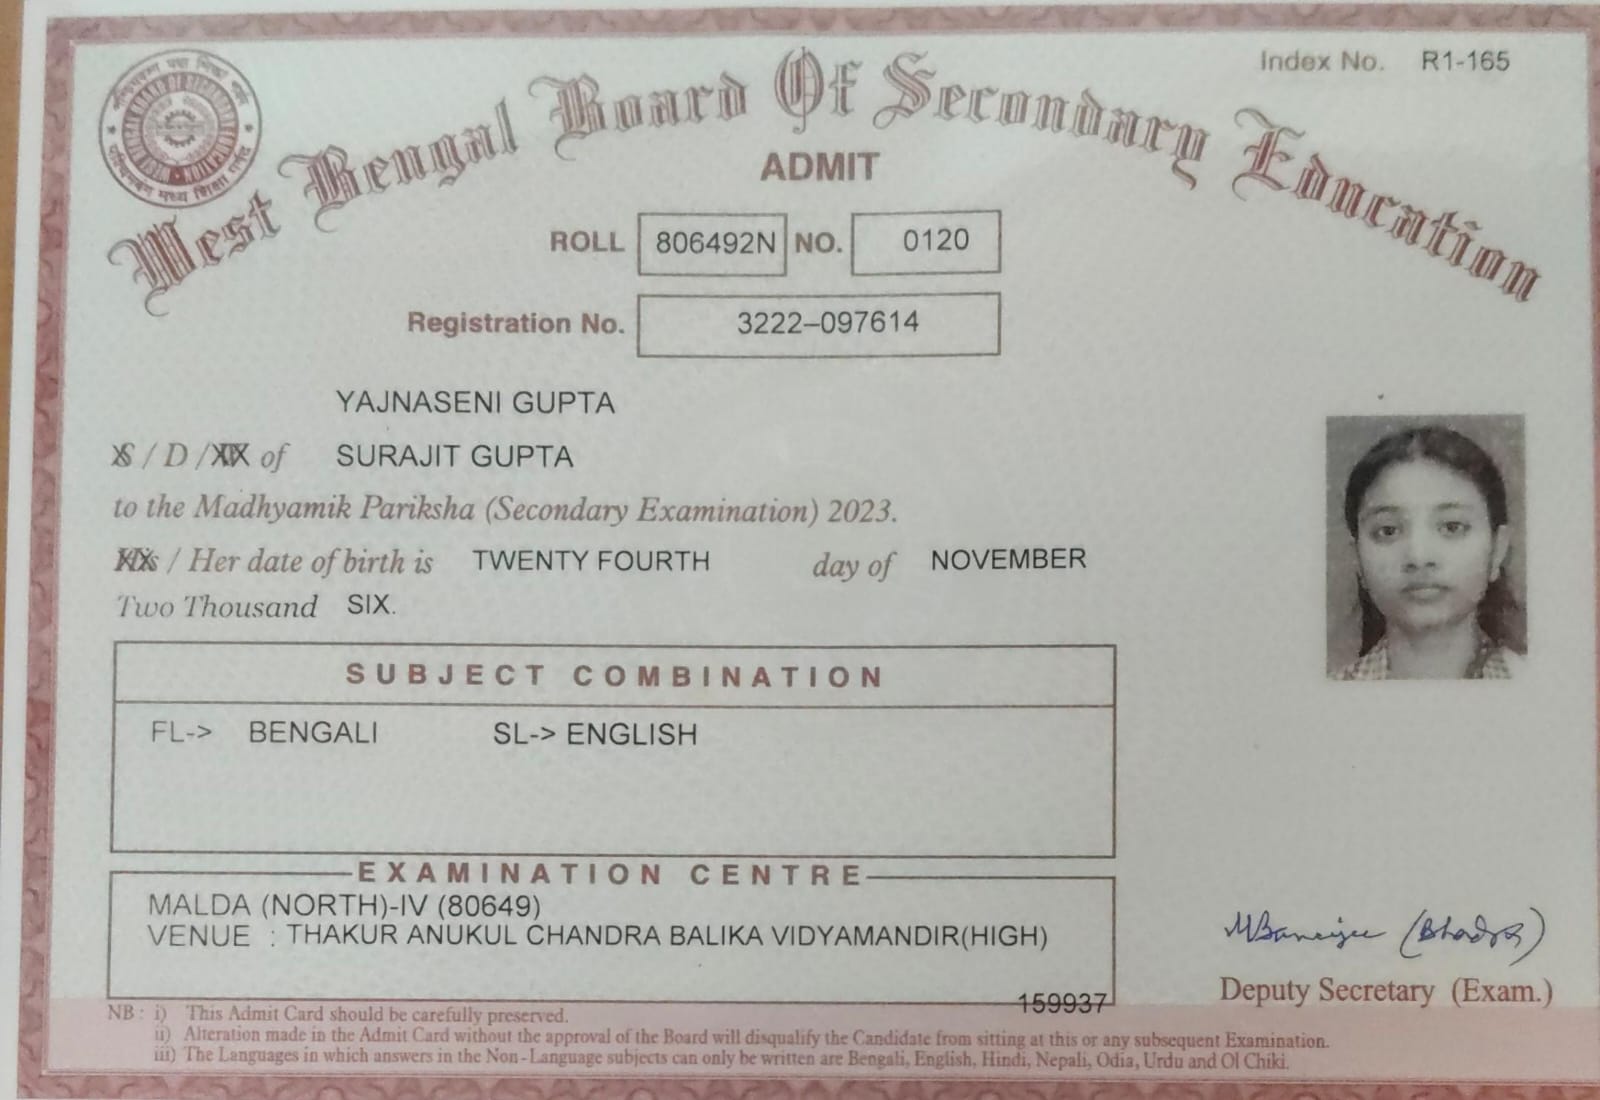 Index No. R1-165
West Bengal Board Of Secondary Education
ADMIT
ROLL 806492N NO. 0120
Registration No. 3222–097614
YAJNASENI GUPTA
S / D / of SURAJIT GUPTA
to the Madhyamik Pariksha (Secondary Examination) 2023.
His / Her date of birth is TWENTY FOURTH day of NOVEMBER
Two Thousand SIX.
SUBJECT COMBINATION
FL-> BENGALI SL-> ENGLISH
EXAMINATION CENTRE
MALDA (NORTH)-IV (80649)
VENUE : THAKUR ANUKUL CHANDRA BALIKA VIDYAMANDIR(HIGH)
159937
MBanerjee (Bhadra)
Deputy Secretary (Exam.)
NB : i) This Admit Card should be carefully preserved.
ii) Alteration made in the Admit Card without the approval of the Board will disqualify the Candidate from sitting at this or any subsequent Examination.
iii) The Languages in which answers in the Non-Language subjects can only be written are Bengali, English, Hindi, Nepali, Odia, Urdu and Ol Chiki.